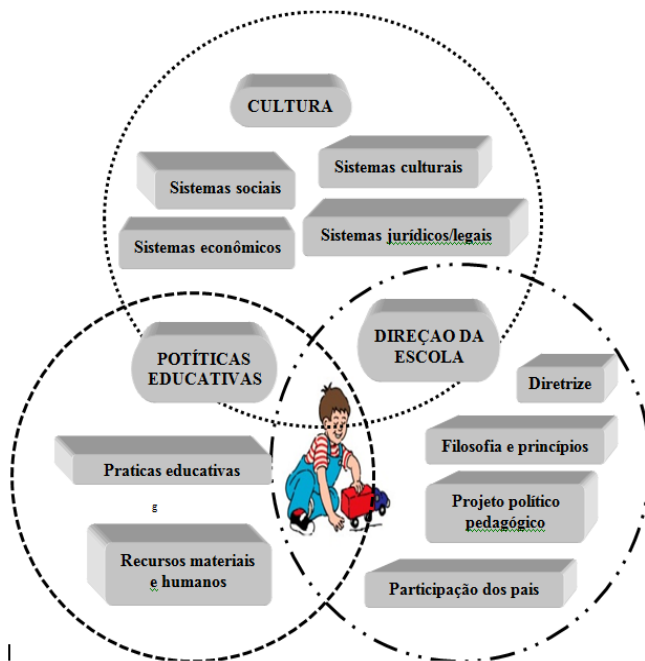 CULTURA
Sistemas sociais
Sistemas culturais
Sistemas econômicos
Sistemas jurídicos/legais
POTÍTICAS
EDUCATIVAS
DIREÇAO DA
ESCOLA
Diretrize
Praticas educativas
g
Recursos materiais
e humanos
Filosofia e princípios
Projeto político
pedagógico
Participação dos pais